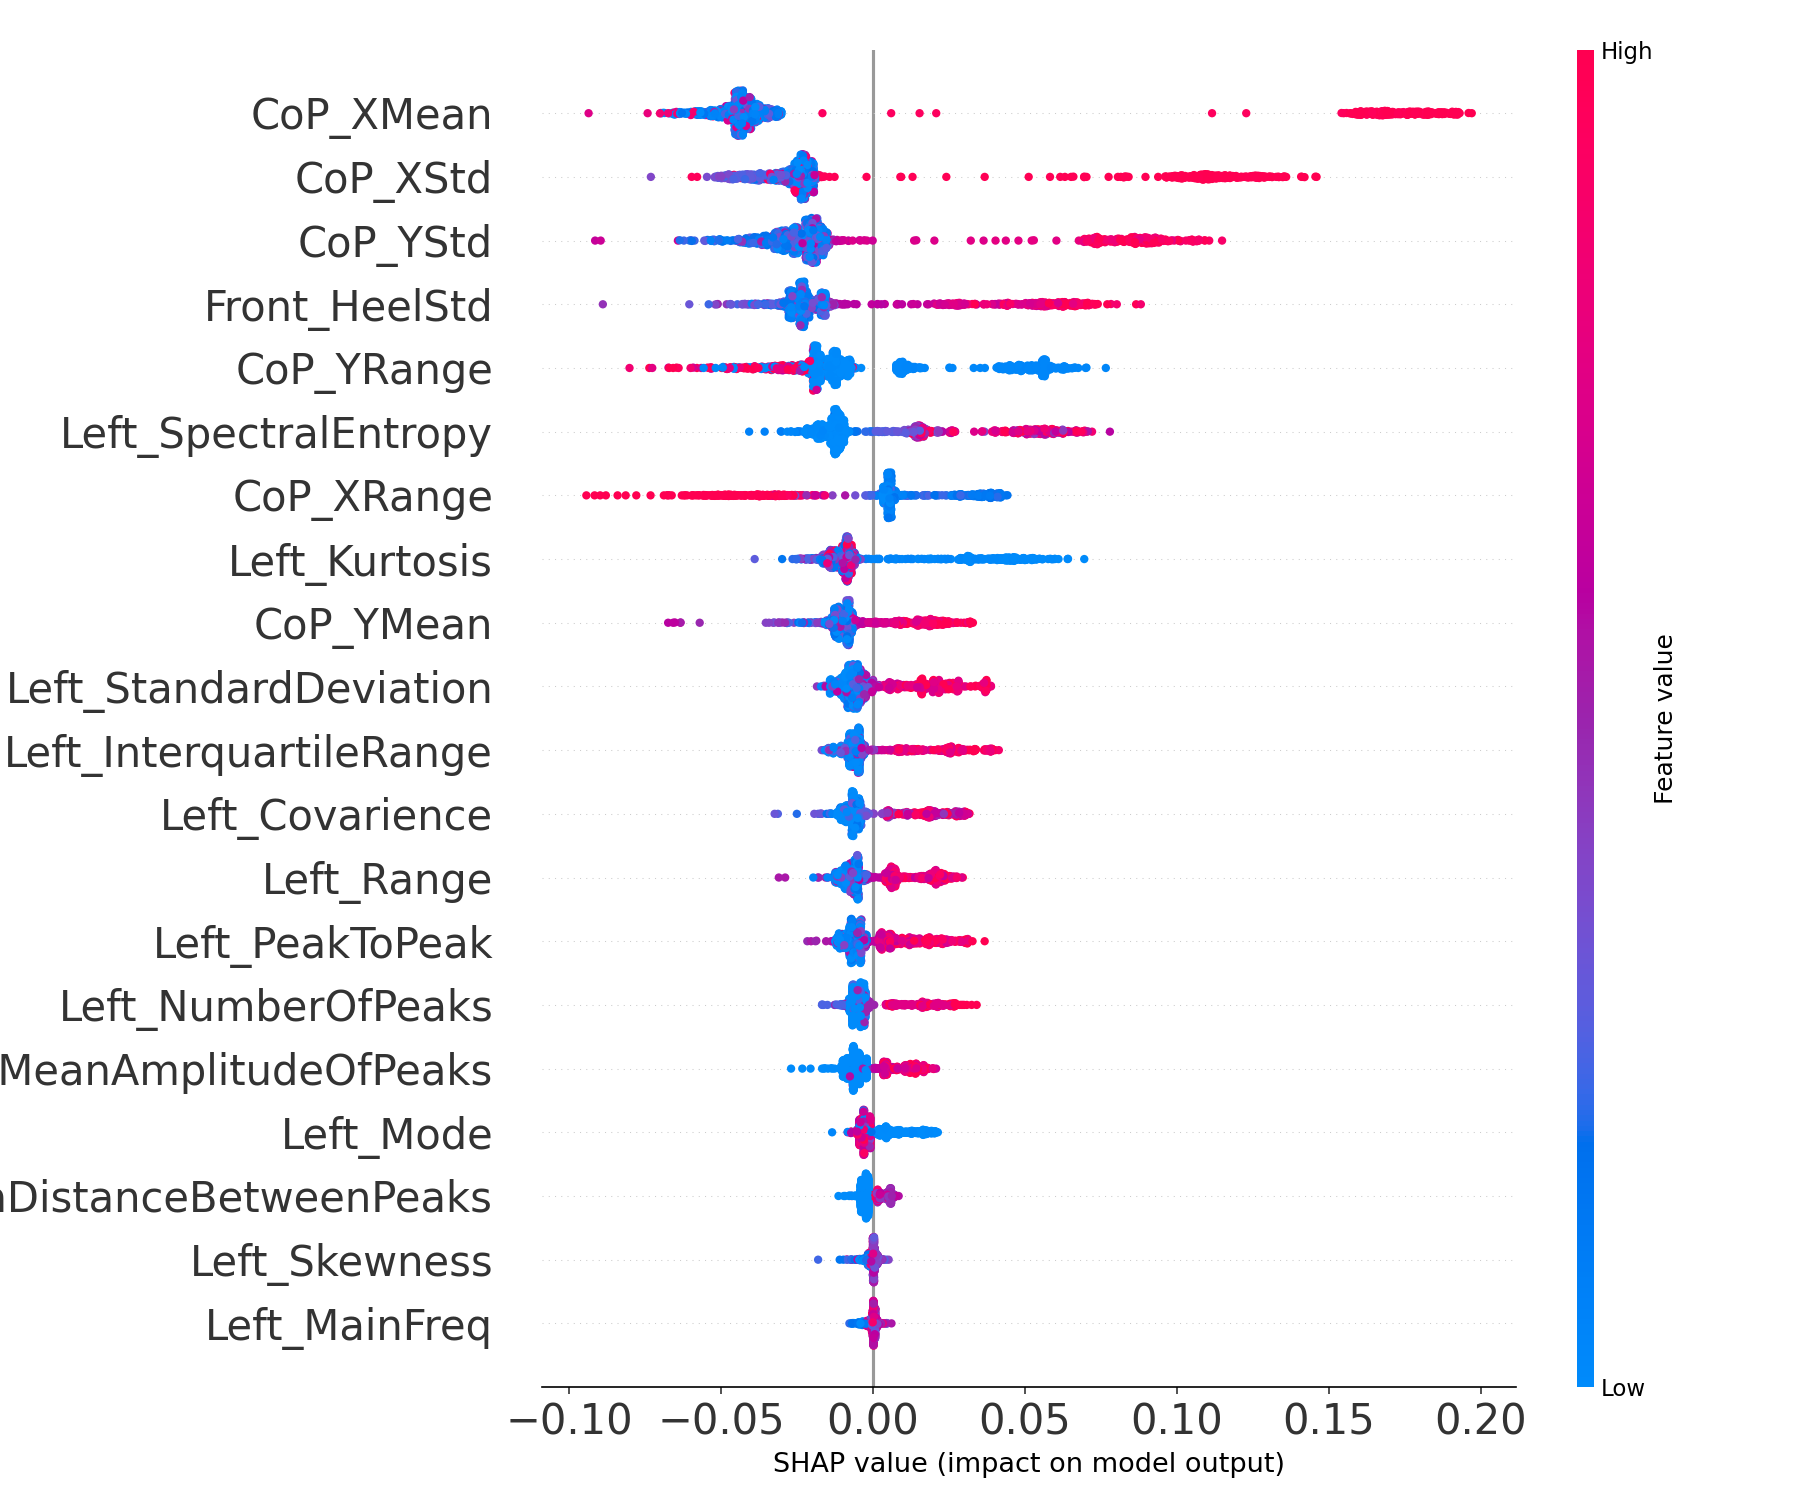 High
CoP_XMean
CoP_XStd
CoP_YStd
Front_HeelStd
CoP_YRange
Left_SpectralEntropy
CoP_XRange
Left_Kurtosis
CoP_YMean
Left_StandardDeviation
Left_InterquartileRange
Left_Covarience
Left_Range
Left_PeakToPeak
Left_NumberOfPeaks
MeanAmplitudeOfPeaks
Left_Mode
DistanceBetweenPeaks
Left_Skewness
Left_MainFreq
Feature value
Low
−0.10 −0.05 0.00 0.05 0.10 0.15 0.20
SHAP value (impact on model output)